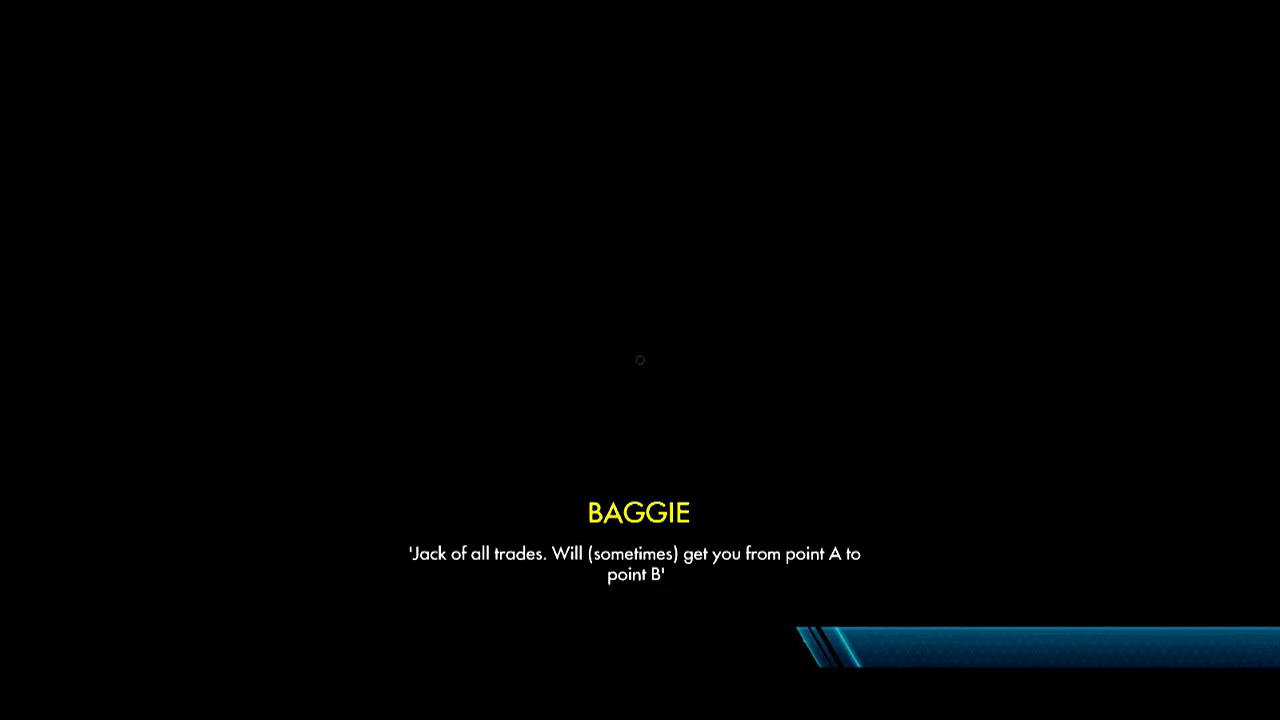 BAGGIE
'Jack of all trades. Will (sometimes) get you from point A to
point B'